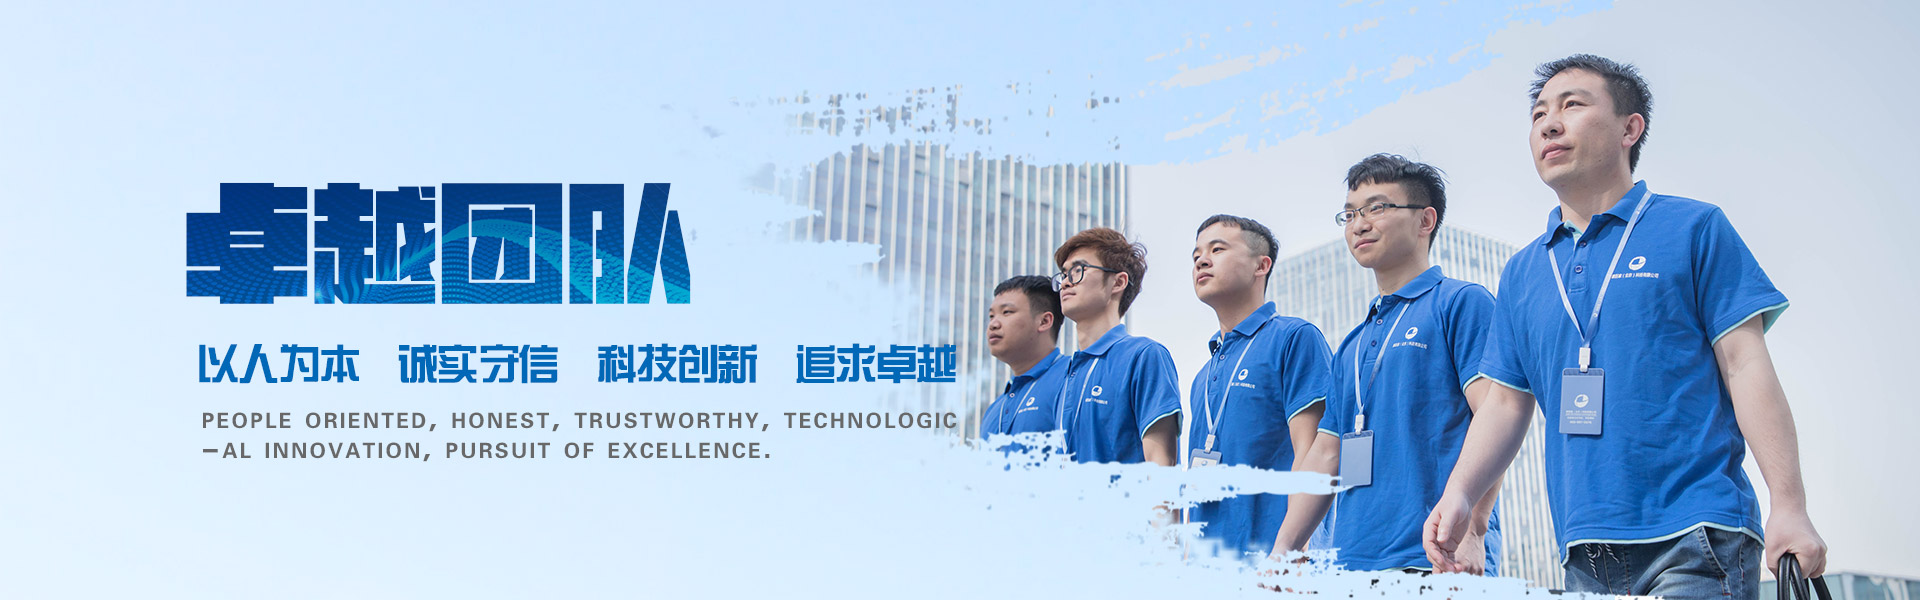 卓越团队
以人为本 诚实守信 科技创新 追求卓越
PEOPLE ORIENTED, HONEST, TRUSTWORTHY, TECHNOLOGIC
-AL INNOVATION, PURSUIT OF EXCELLENCE.